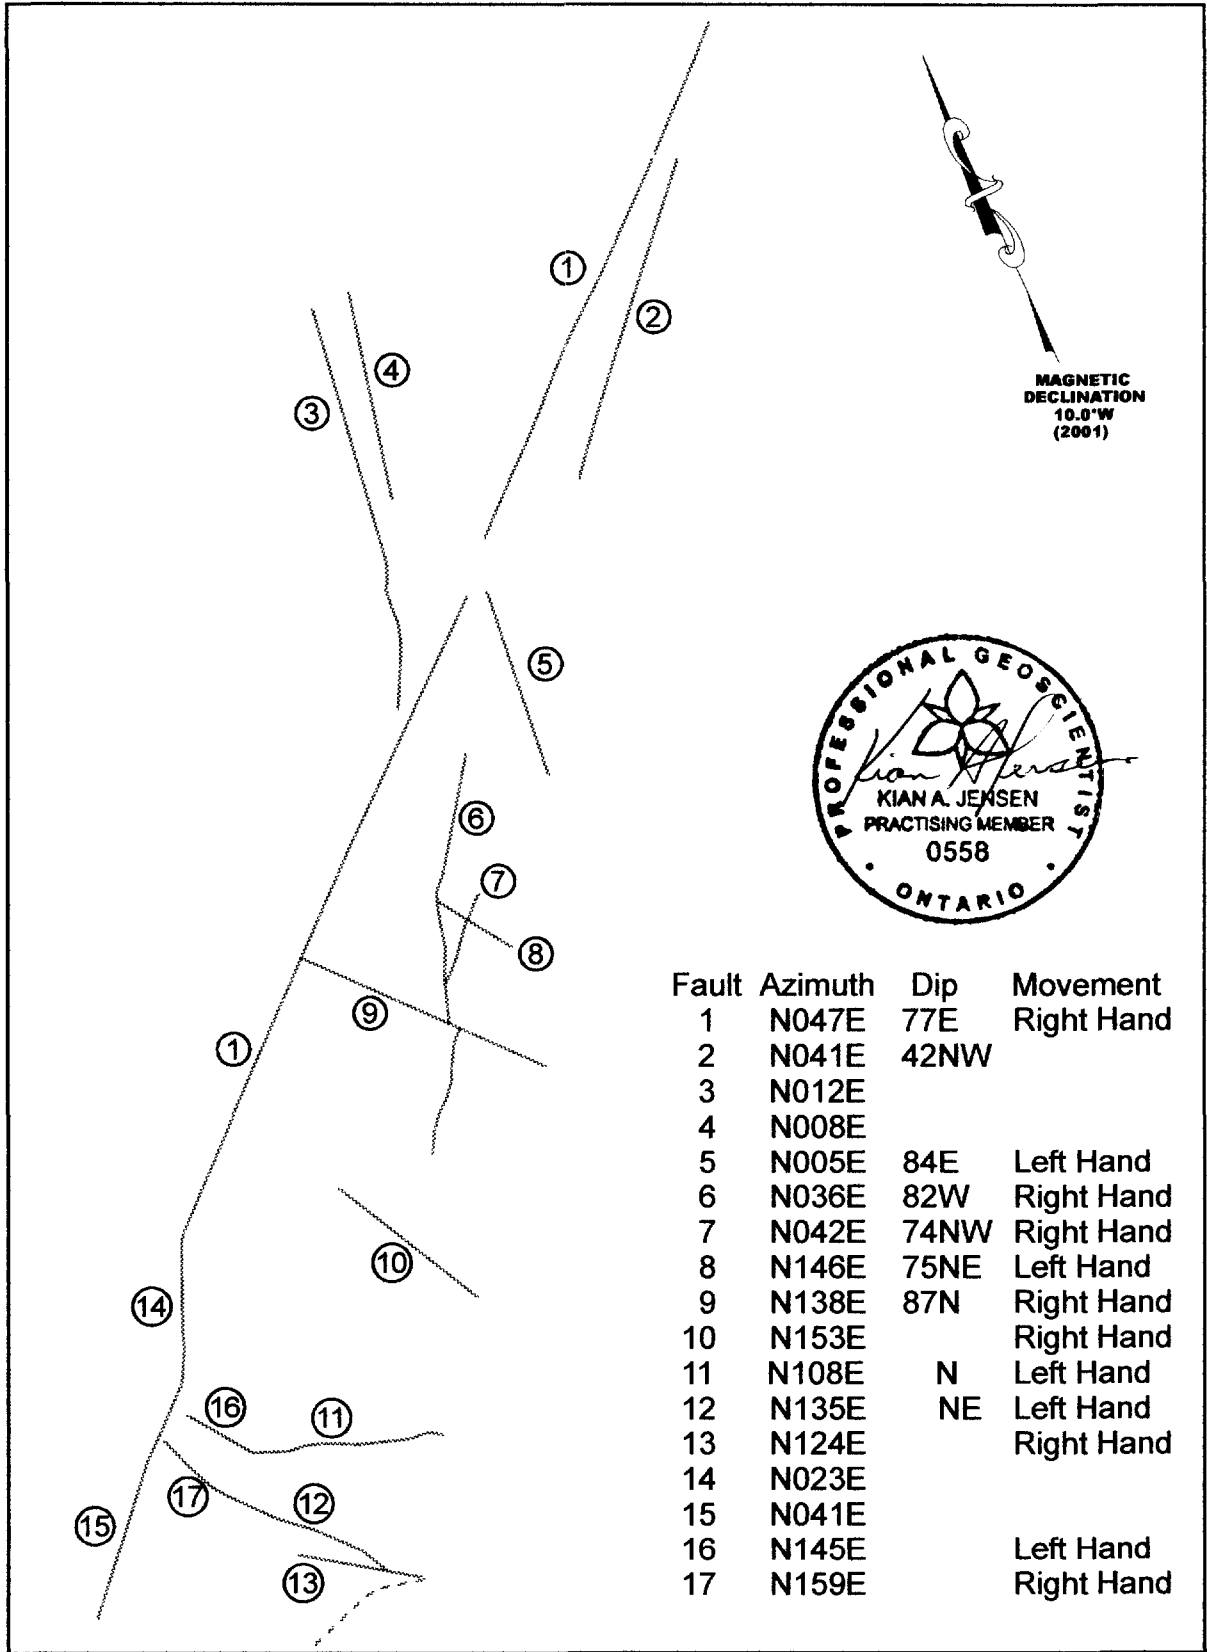 1
2
4
3
MAGNETIC
DECLINATION
10.0°W
(2001)
5
PROFESSIONAL GEOSCIENTIST
Kian A Jensen
KIAN A. JENSEN
PRACTISING MEMBER
0558
• ONTARIO •
6
7
8
9
1
10
14
16
11
17
12
15
13
Fault Azimuth Dip Movement
1 N047E 77E Right Hand
2 N041E 42NW
3 N012E
4 N008E
5 N005E 84E Left Hand
6 N036E 82W Right Hand
7 N042E 74NW Right Hand
8 N146E 75NE Left Hand
9 N138E 87N Right Hand
10 N153E Right Hand
11 N108E N Left Hand
12 N135E NE Left Hand
13 N124E Right Hand
14 N023E
15 N041E
16 N145E Left Hand
17 N159E Right Hand